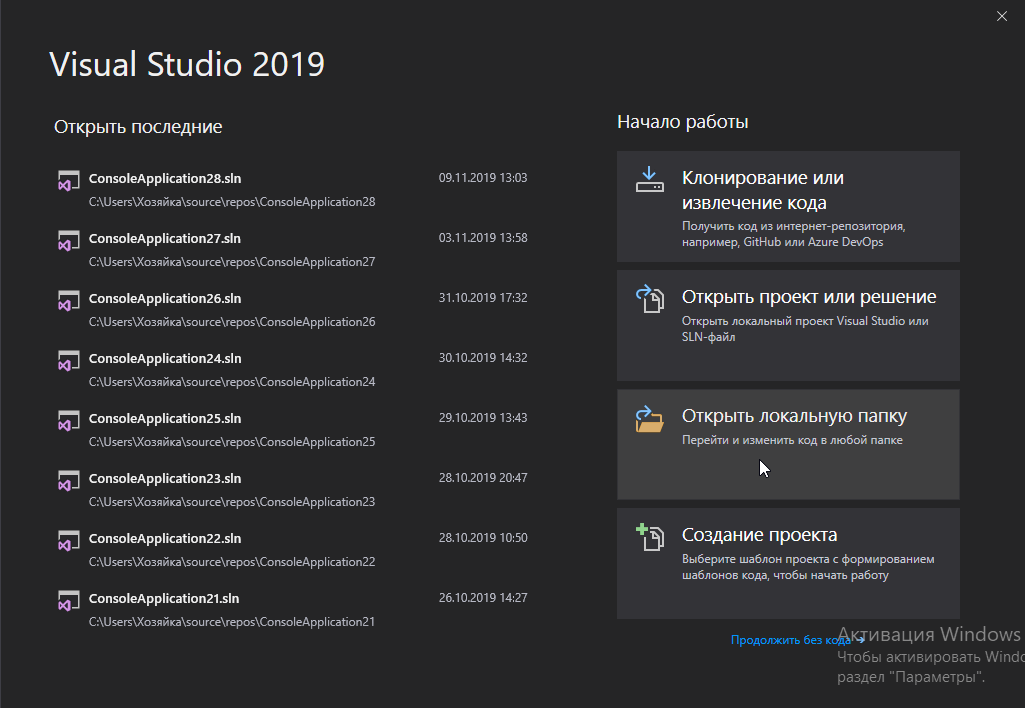 Visual Studio 2019
Открыть последние
ConsoleApplication28.sln 09.11.2019 13:03
C:\Users\Хозяйка\source\repos\ConsoleApplication28
ConsoleApplication27.sln 03.11.2019 13:58
C:\Users\Хозяйка\source\repos\ConsoleApplication27
ConsoleApplication26.sln 31.10.2019 17:32
C:\Users\Хозяйка\source\repos\ConsoleApplication26
ConsoleApplication24.sln 30.10.2019 14:32
C:\Users\Хозяйка\source\repos\ConsoleApplication24
ConsoleApplication25.sln 29.10.2019 13:43
C:\Users\Хозяйка\source\repos\ConsoleApplication25
ConsoleApplication23.sln 28.10.2019 20:47
C:\Users\Хозяйка\source\repos\ConsoleApplication23
ConsoleApplication22.sln 28.10.2019 10:50
C:\Users\Хозяйка\source\repos\ConsoleApplication22
ConsoleApplication21.sln 26.10.2019 14:27
C:\Users\Хозяйка\source\repos\ConsoleApplication21
Начало работы
Клонирование или
извлечение кода
Получить код из интернет-репозитория,
например, GitHub или Azure DevOps
Открыть проект или решение
Открыть локальный проект Visual Studio или
SLN-файл
Открыть локальную папку
Перейти и изменить код в любой папке
Создание проекта
Выберите шаблон проекта с формированием
шаблонов кода, чтобы начать работу
Продолжить без кода →
Активация Windows
Чтобы активировать Windo
раздел "Параметры".